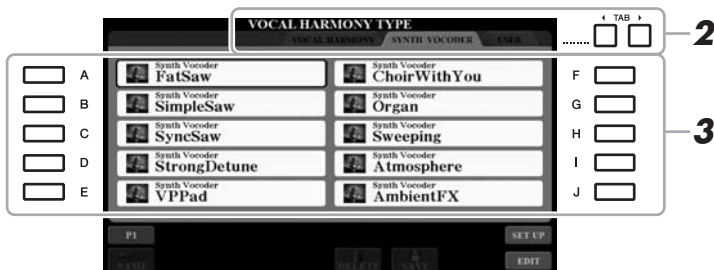 VOCAL HARMONY TYPE
VOCAL HARMONY SYNTH VOCODER USER
TAB
2
A
Synth Vocoder
FatSaw
Synth Vocoder
ChoirWithYou
F
B
Synth Vocoder
SimpleSaw
Synth Vocoder
Organ
G
C
Synth Vocoder
SyncSaw
Synth Vocoder
Sweeping
H
3
D
Synth Vocoder
StrongDetune
Synth Vocoder
Atmosphere
I
E
Synth Vocoder
VPPad
Synth Vocoder
AmbientFX
J
P1
SET UP
NAME
DELETE
SAVE
EDIT